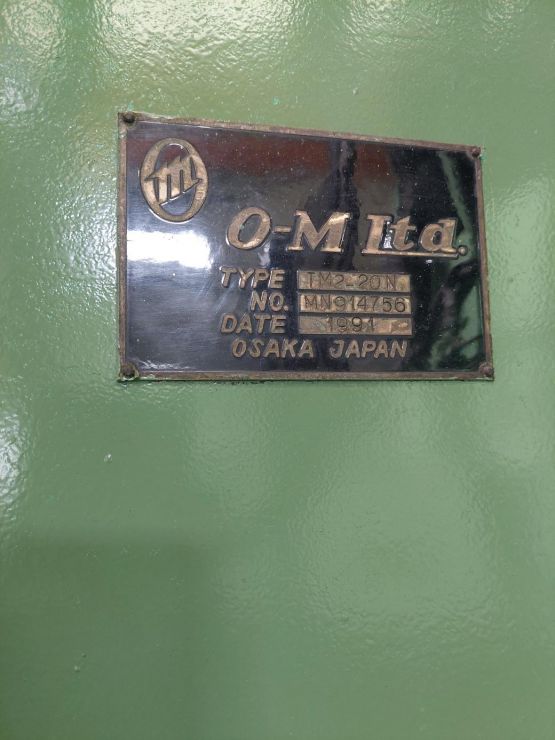 O-M Ltd.
TYPE TM2-20N
NO. MN914756
DATE 1991
OSAKA JAPAN